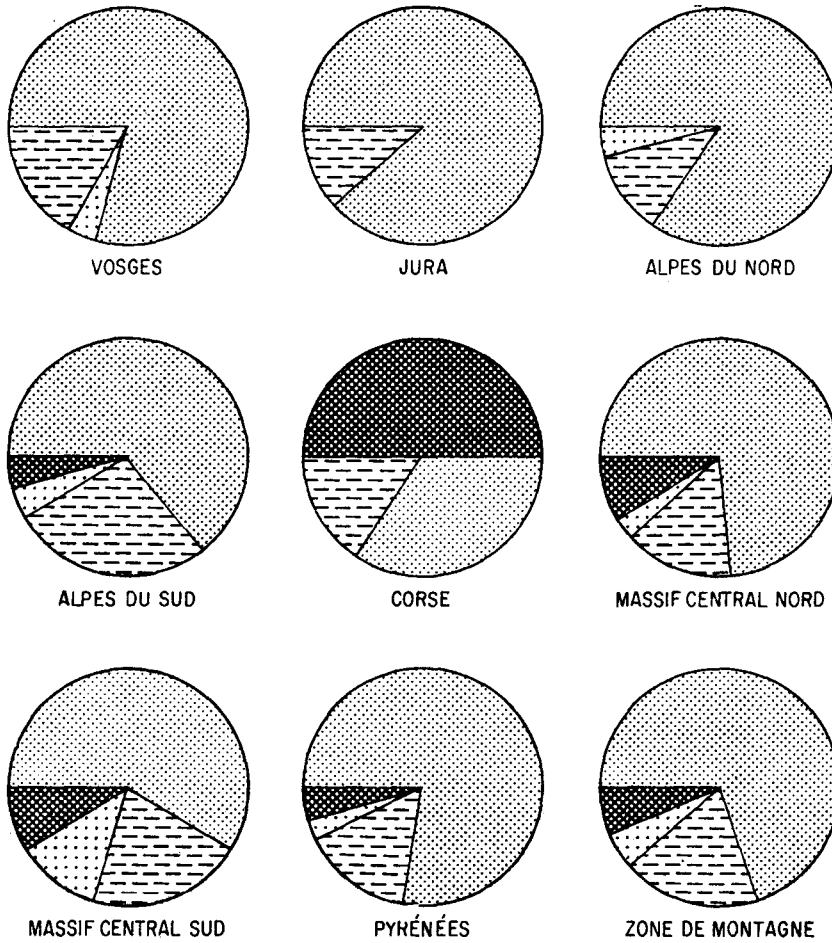 VOSGES
JURA
ALPES DU NORD
ALPES DU SUD
CORSE
MASSIF CENTRAL NORD
MASSIF CENTRAL SUD
PYRÉNÉES
ZONE DE MONTAGNE